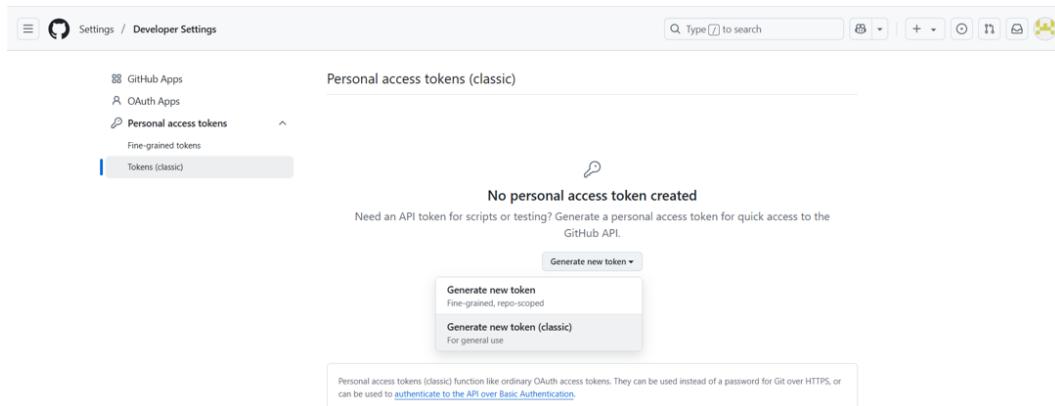 Settings / Developer Settings
Type / to search
GitHub Apps
OAuth Apps
Personal access tokens
Fine-grained tokens
Tokens (classic)
Personal access tokens (classic)
No personal access token created
Need an API token for scripts or testing? Generate a personal access token for quick access to the
GitHub API.
Generate new token
Generate new token
Fine-grained, repo-scoped
Generate new token (classic)
For general use
Personal access tokens (classic) function like ordinary OAuth access tokens. They can be used instead of a password for Git over HTTPS, or
can be used to authenticate to the API over Basic Authentication.